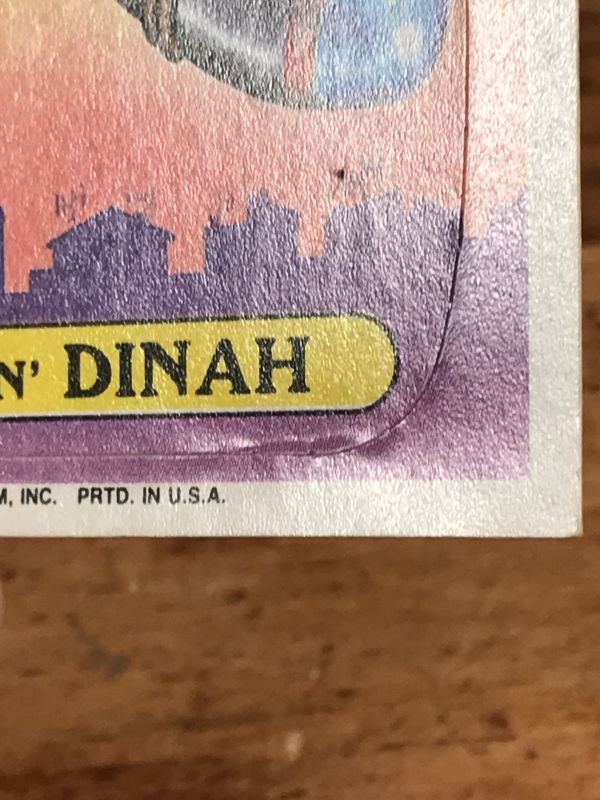 N' DINAH
M, INC. PRTD. IN U.S.A.